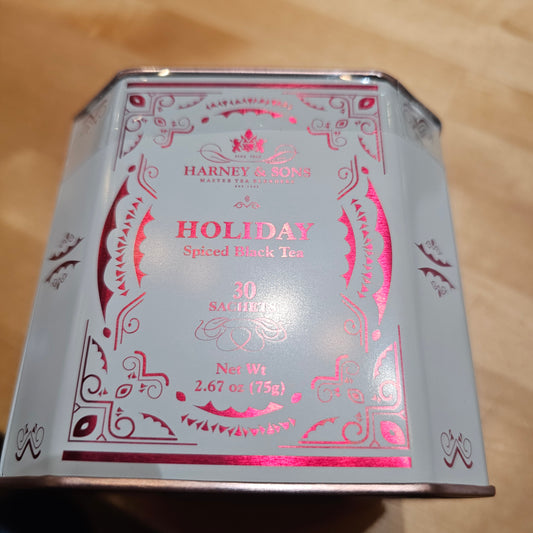 HARNEY & SONS
MASTER TEA BLENDERS
HOLIDAY
Spiced Black Tea
30
SACHETS
Net Wt
2.67 oz (75g)